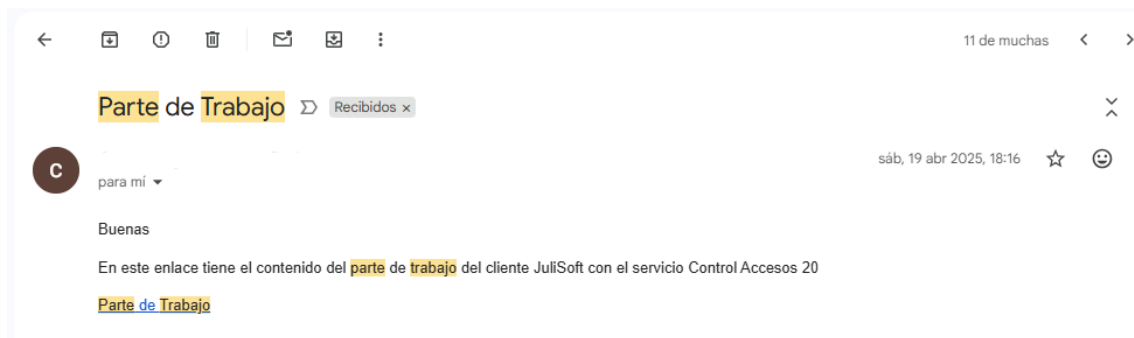 11 de muchas
Parte de Trabajo Recibidos ×
C
sáb, 19 abr 2025, 18:16
para mí
Buenas
En este enlace tiene el contenido del parte de trabajo del cliente JuliSoft con el servicio Control Accesos 20
Parte de Trabajo